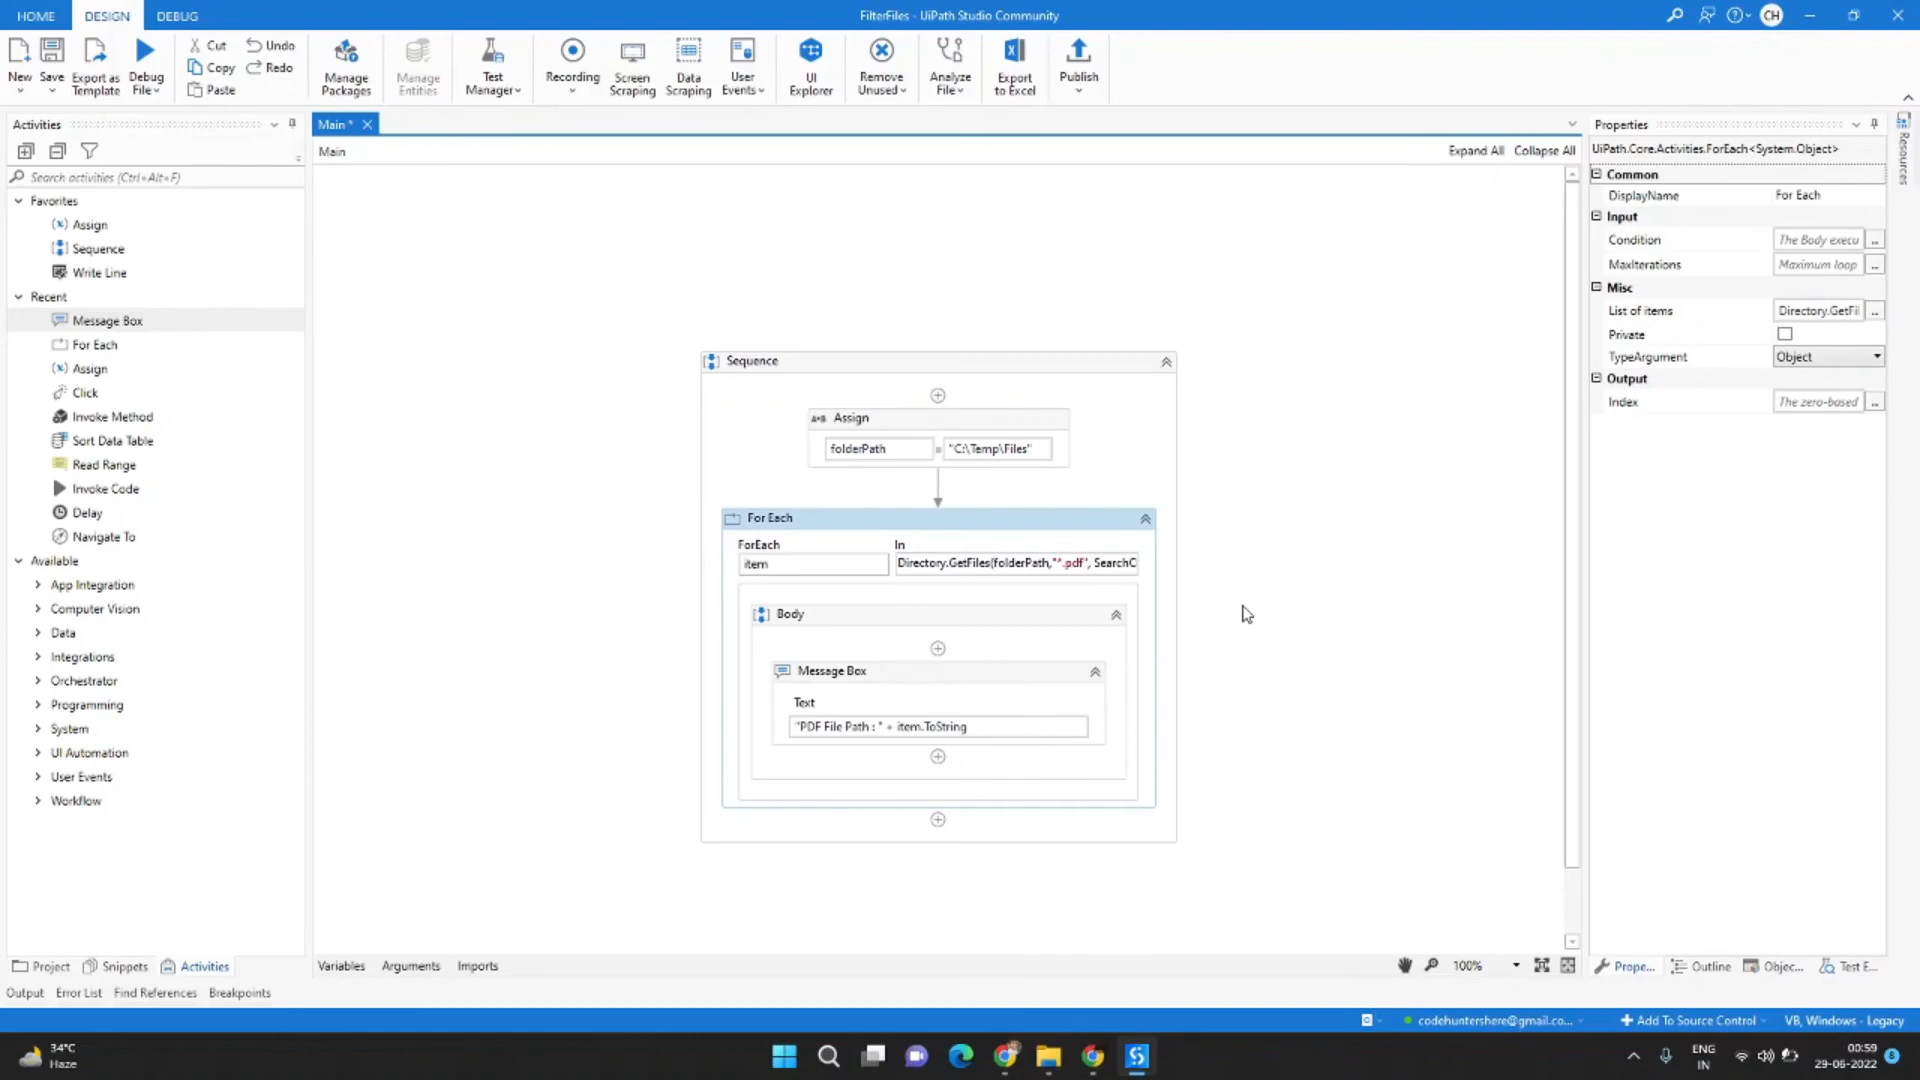 HOME DESIGN DEBUG
FilterFiles - UiPath Studio Community
CH
New
Save
Export as Template
Debug File
Cut
Copy
Paste
Undo
Redo
Manage Packages
Manage Entities
Test Manager
Recording
Screen Scraping
Data Scraping
User Events
UI Explorer
Remove Unused
Analyze File
Export to Excel
Publish
Activities
Search activities (Ctrl+Alt+F)
Favorites
Assign
Sequence
Write Line
Recent
Message Box
For Each
Assign
Click
Invoke Method
Sort Data Table
Read Range
Invoke Code
Delay
Navigate To
Available
App Integration
Computer Vision
Data
Integrations
Orchestrator
Programming
System
UI Automation
User Events
Workflow
Project Snippets Activities
Main *
Main
Expand All Collapse All
Sequence
A*B Assign
folderPath = "C:\Temp\Files"
For Each
ForEach In
item Directory.GetFiles(folderPath,"*.pdf", SearchC
Body
Message Box
Text
"PDF File Path : " + item.ToString
Variables Arguments Imports
100%
Properties
UiPath.Core.Activities.ForEach<System.Object>
Common
DisplayName For Each
Input
Condition The Body execu ...
MaxIterations Maximum loop ...
Misc
List of items Directory.GetFil ...
Private
TypeArgument Object
Output
Index The zero-based ...
Resources
Prope... Outline Objec... Test E...
Output Error List Find References Breakpoints
codehuntershere@gmail.co... Add To Source Control VB, Windows - Legacy
34°C
Haze
ENG
IN
00:59
29-06-2022
8